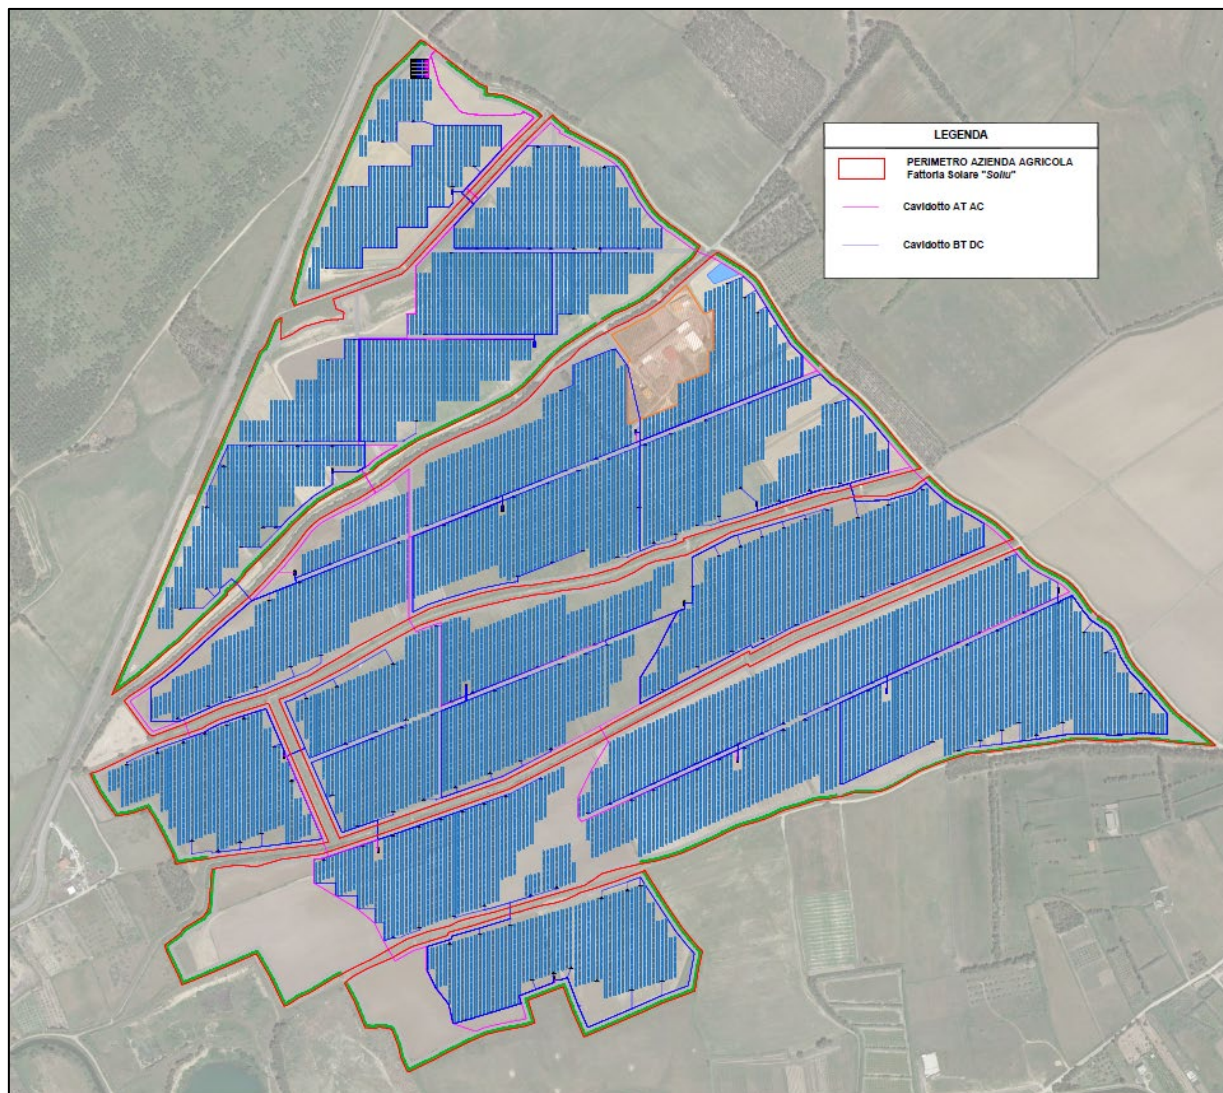 LEGENDA
PERIMETRO AZIENDA AGRICOLA
Fattoria Solare "Soliu"
Cavidotto AT AC
Cavidotto BT DC